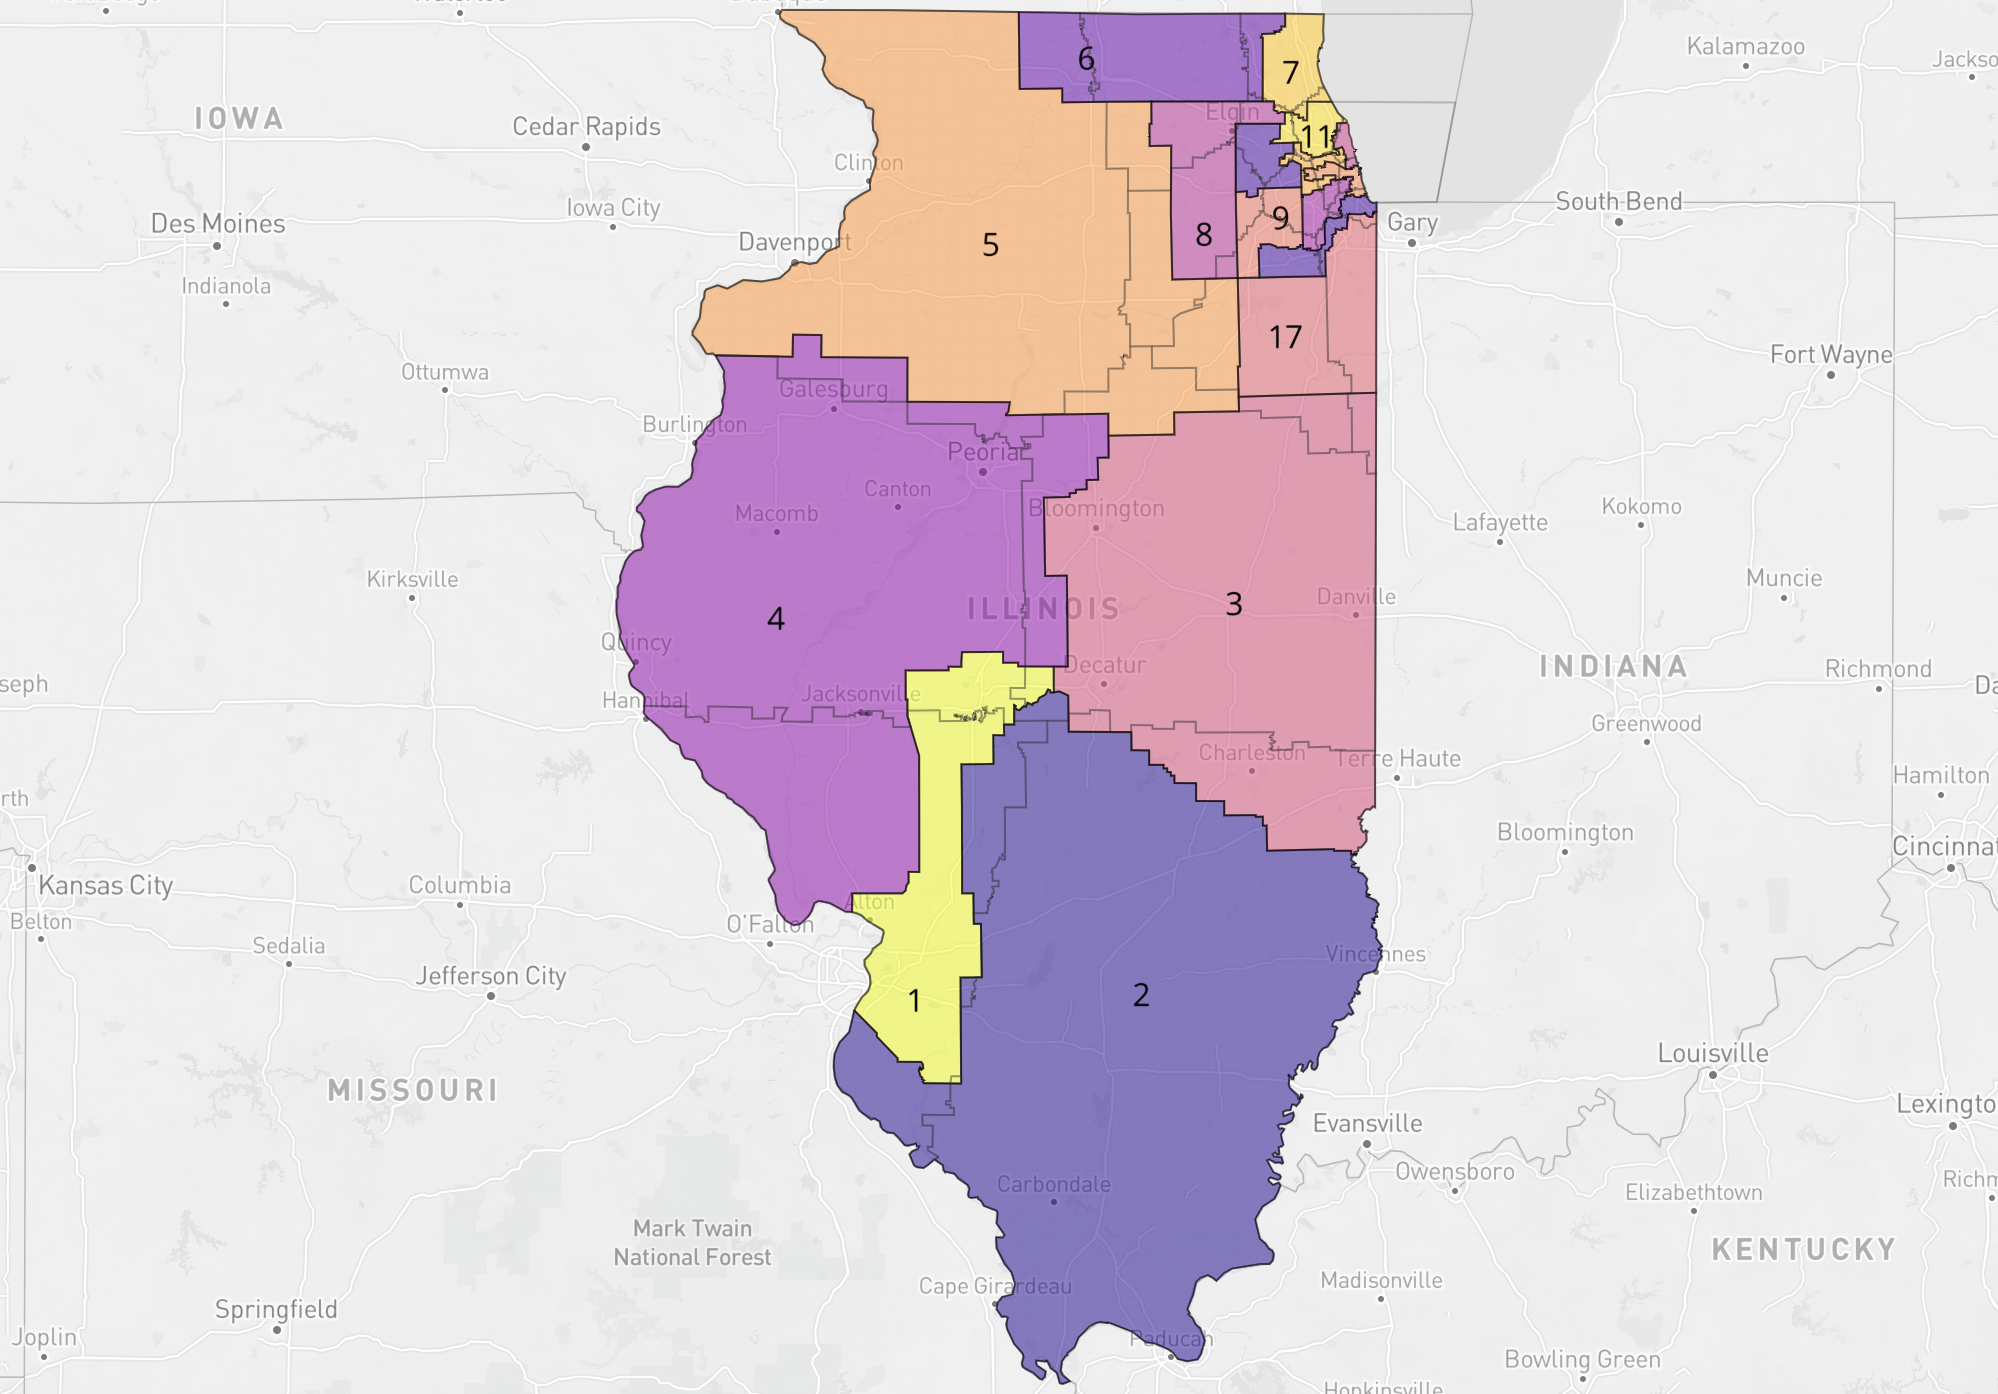 Dubuque
Kalamazoo
6
7
IOWA
Elgin
Cedar Rapids
11
Clinton
Iowa City
South Bend
Des Moines
9
Gary
Davenport
5
8
Indianola
17
Fort Wayne
Ottumwa
Galesburg
Burlington
Peoria
Canton
Bloomington
Kokomo
Macomb
Lafayette
Kirksville
Muncie
Danville
3
ILLINOIS
4
Quincy
Decatur
INDIANA
Richmond
seph
Jacksonville
Hannibal
Greenwood
Charleston
Terre Haute
Hamilton
rth
Bloomington
Cincinnat
Kansas City
Columbia
Alton
Belton
O'Fallon
Sedalia
Vincennes
Jefferson City
1
2
Louisville
MISSOURI
Lexingto
Evansville
Owensboro
Carbondale
Richm
Elizabethtown
Mark Twain
National Forest
KENTUCKY
Cape Girardeau
Madisonville
Springfield
Joplin
Paducah
Bowling Green
Hopkinsville